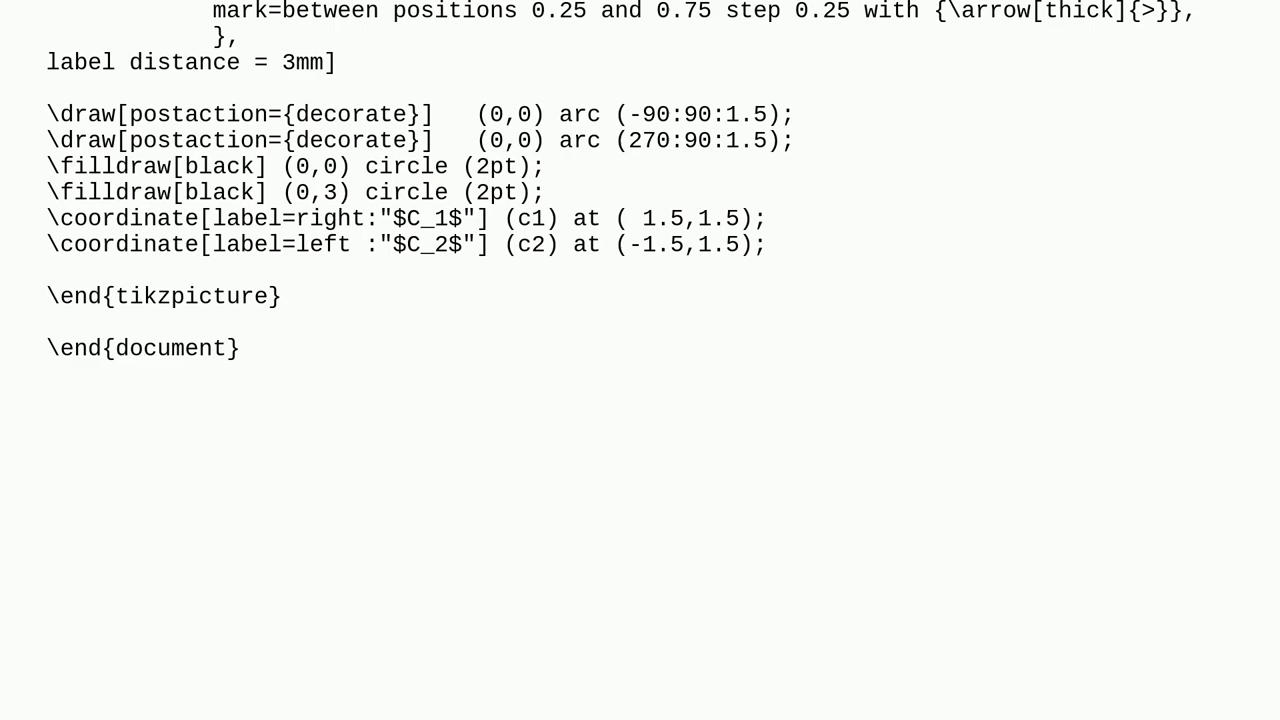 mark=between positions 0.25 and 0.75 step 0.25 with {\arrow[thick]{>}},
},
label distance = 3mm]
\draw[postaction={decorate}]   (0,0) arc (-90:90:1.5);
\draw[postaction={decorate}]   (0,0) arc (270:90:1.5);
\filldraw[black] (0,0) circle (2pt);
\filldraw[black] (0,3) circle (2pt);
\coordinate[label=right:"$C_1$"] (c1) at ( 1.5,1.5);
\coordinate[label=left :"$C_2$"] (c2) at (-1.5,1.5);
\end{tikzpicture}
\end{document}